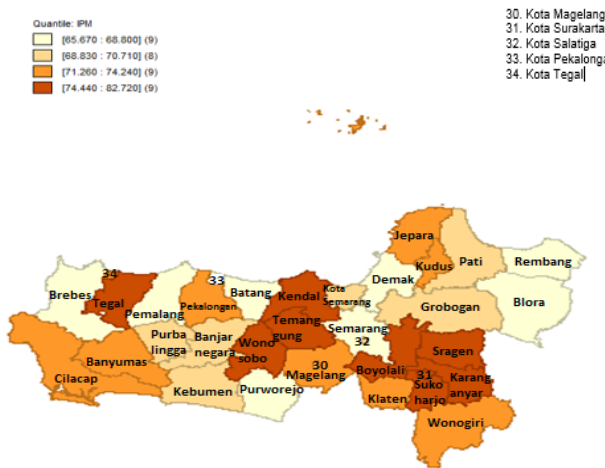 Quantile: IPM
[65.670 : 68.800] (9)
[68.830 : 70.710] (8)
[71.260 : 74.240] (9)
[74.440 : 82.720] (9)
30. Kota Magelang
31. Kota Surakarta
32. Kota Salatiga
33. Kota Pekalonga
34. Kota Tegal
Jepara
Kudus
Pati
Rembang
Demak
Blora
Grobogan
34
33
Brebes
Tegal
Pemalang
Pekalongan
Batang
Kendal
Kota
Semarang
Semarang
32
Temang
gung
Wono
sobo
Purba
lingga
Banjar
negara
Banyumas
Cilacap
Kebumen
Purworejo
30
Magelang
Boyolali
Klaten
31
Suko
harjo
Sragen
Karang
anyar
Wonogiri